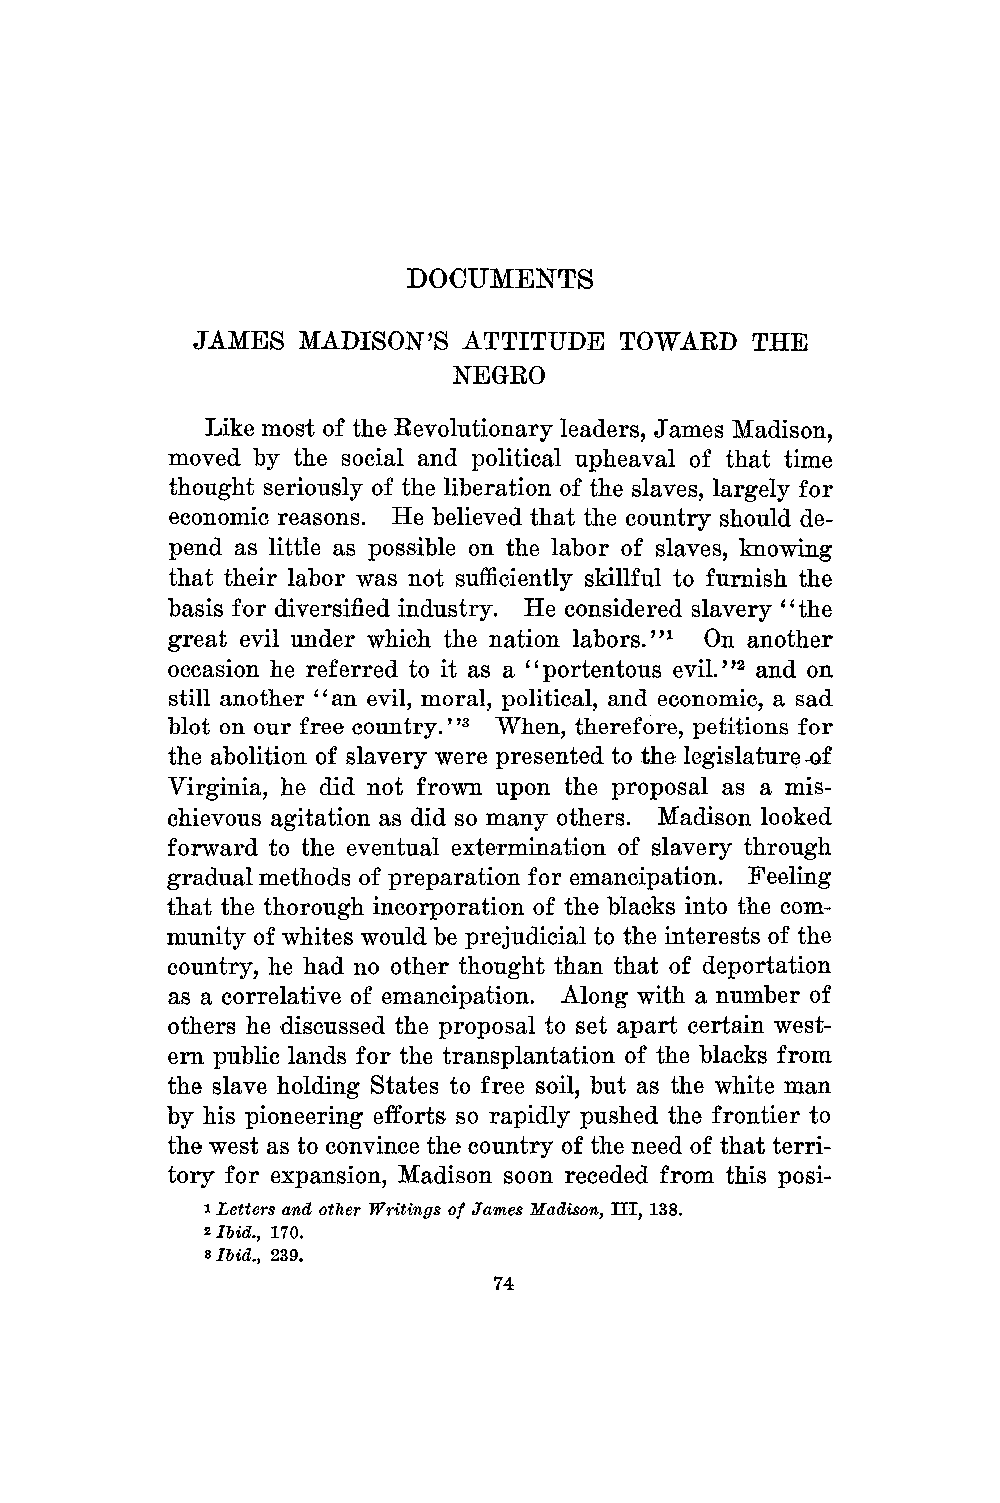 DOCUMENTS
JAMES MADISON'S ATTITUDE TOWARD THE
NEGRO
Like most of the Revolutionary leaders, James Madison,
moved by the social and political upheaval of that time
thought seriously of the liberation of the slaves, largely for
economic reasons. He believed that the country should de-
pend as little as possible on the labor of slaves, knowing
that their labor was not sufficiently skillful to furnish the
basis for diversified industry. He considered slavery ‘‘the
great evil under which the nation labors.’’¹ On another
occasion he referred to it as a ‘‘portentous evil.’’² and on
still another ‘‘an evil, moral, political, and economic, a sad
blot on our free country.’’³ When, therefore, petitions for
the abolition of slavery were presented to the legislature of
Virginia, he did not frown upon the proposal as a mis-
chievous agitation as did so many others. Madison looked
forward to the eventual extermination of slavery through
gradual methods of preparation for emancipation. Feeling
that the thorough incorporation of the blacks into the com-
munity of whites would be prejudicial to the interests of the
country, he had no other thought than that of deportation
as a correlative of emancipation. Along with a number of
others he discussed the proposal to set apart certain west-
ern public lands for the transplantation of the blacks from
the slave holding States to free soil, but as the white man
by his pioneering efforts so rapidly pushed the frontier to
the west as to convince the country of the need of that terri-
tory for expansion, Madison soon receded from this posi-
¹ Letters and other Writings of James Madison, III, 138.
² Ibid., 170.
³ Ibid., 239.
74